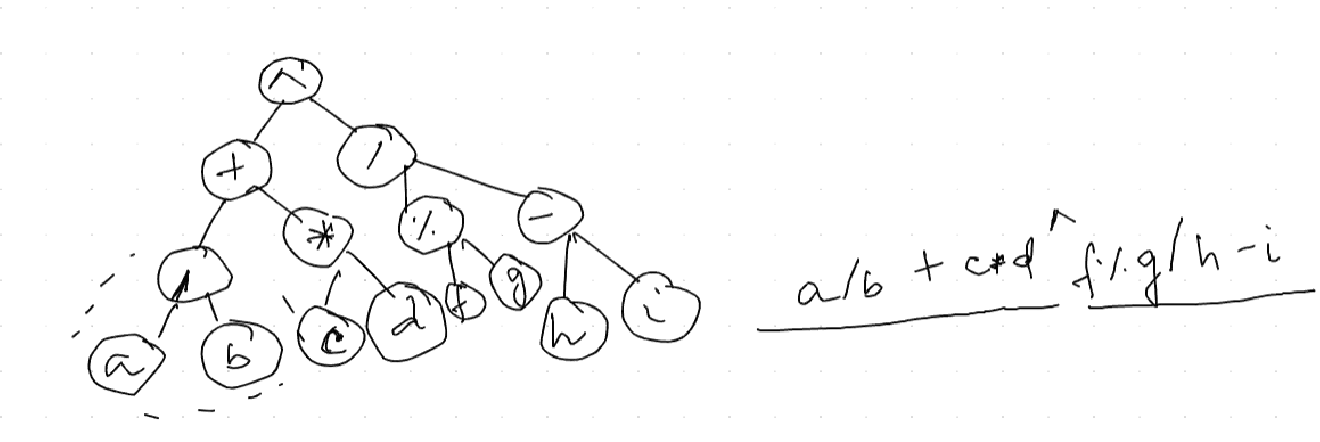 ^
+ /
/ * % -
a b c d f g h i
a/b + c*d ^ f%g/h-i